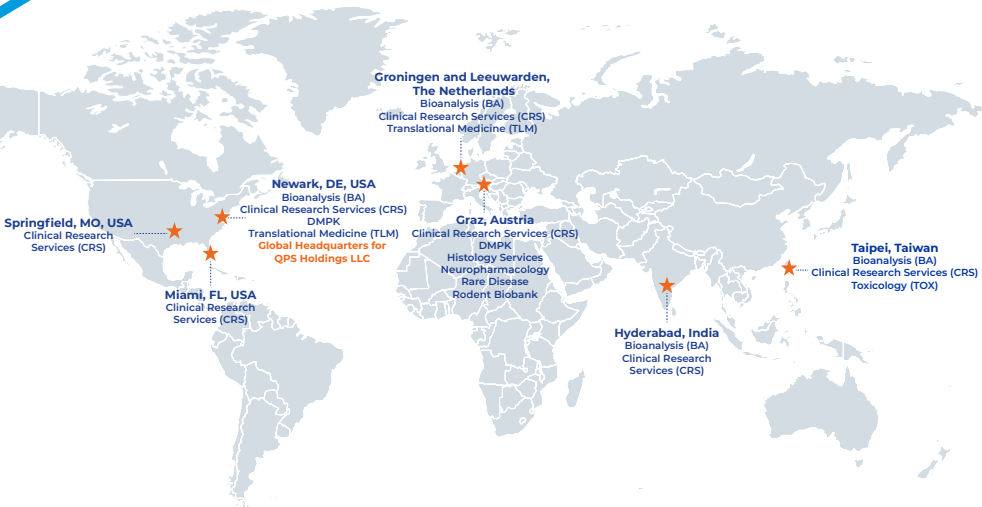 Groningen and Leeuwarden,
The Netherlands
Bioanalysis (BA)
Clinical Research Services (CRS)
Translational Medicine (TLM)
Newark, DE, USA
Bioanalysis (BA)
Clinical Research Services (CRS)
DMPK
Translational Medicine (TLM)
Global Headquarters for
QPS Holdings LLC
Springfield, MO, USA
Clinical Research
Services (CRS)
Miami, FL, USA
Clinical Research
Services (CRS)
Graz, Austria
Clinical Research Services (CRS)
DMPK
Histology Services
Neuropharmacology
Rare Disease
Rodent Biobank
Hyderabad, India
Bioanalysis (BA)
Clinical Research
Services (CRS)
Taipei, Taiwan
Bioanalysis (BA)
Clinical Research Services (CRS)
Toxicology (TOX)